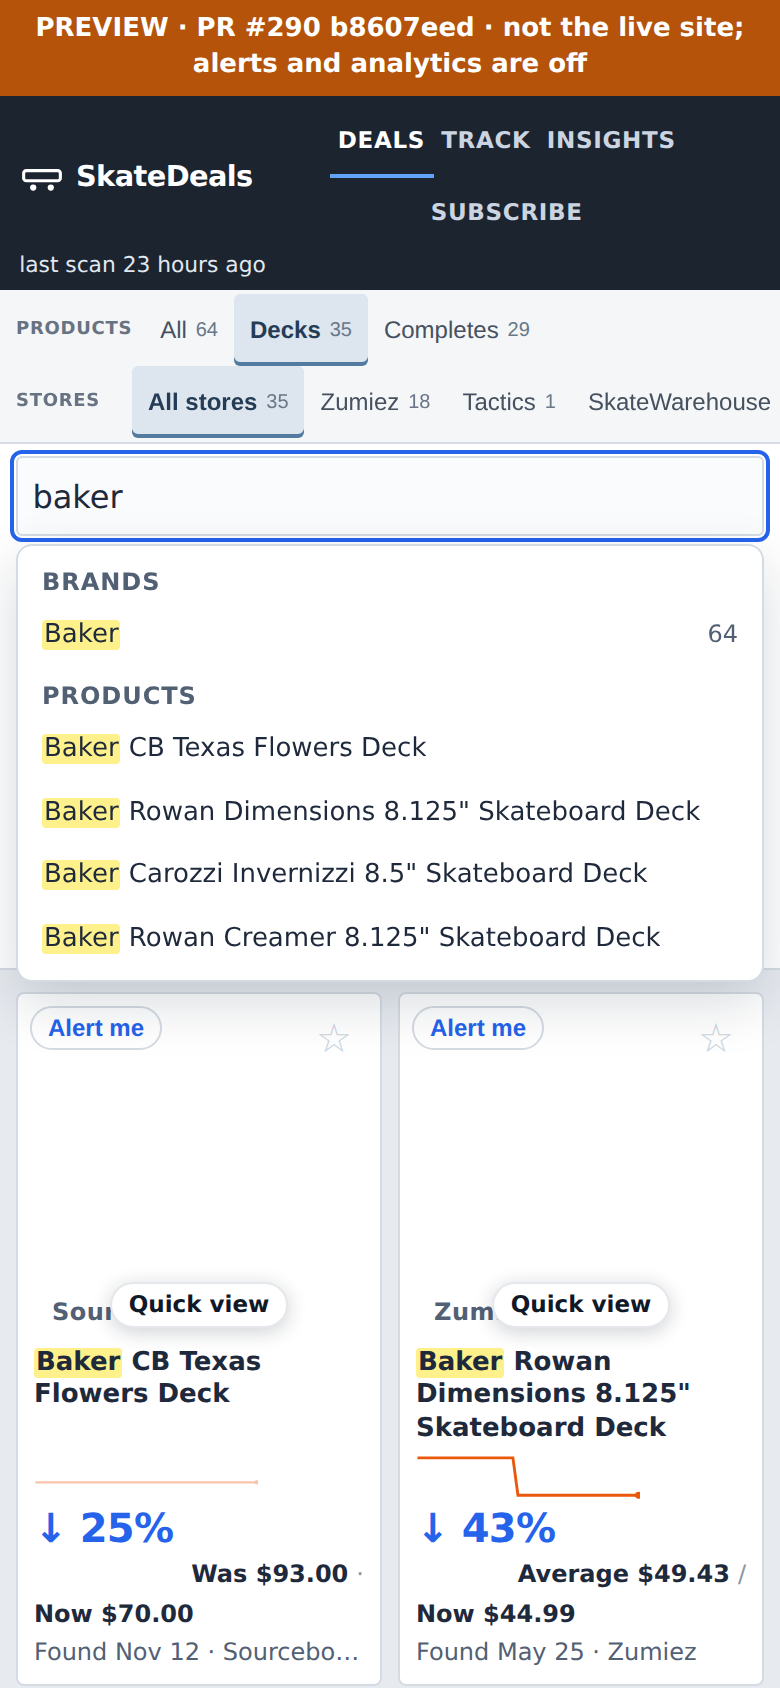 PREVIEW · PR #290 b8607eed · not the live site;
alerts and analytics are off
DEALS TRACK INSIGHTS
SkateDeals
SUBSCRIBE
last scan 23 hours ago
PRODUCTS All 64 Decks 35 Completes 29
STORES All stores 35 Zumiez 18 Tactics 1 SkateWarehouse
baker
BRANDS
Baker 64
PRODUCTS
Baker CB Texas Flowers Deck
Baker Rowan Dimensions 8.125" Skateboard Deck
Baker Carozzi Invernizzi 8.5" Skateboard Deck
Baker Rowan Creamer 8.125" Skateboard Deck
Alert me
Quick view
Baker CB Texas
Flowers Deck
↓ 25%
Was $93.00 ·
Now $70.00
Found Nov 12 · Sourcebo…
Alert me
Zum
Quick view
Baker Rowan
Dimensions 8.125"
Skateboard Deck
↓ 43%
Average $49.43 /
Now $44.99
Found May 25 · Zumiez